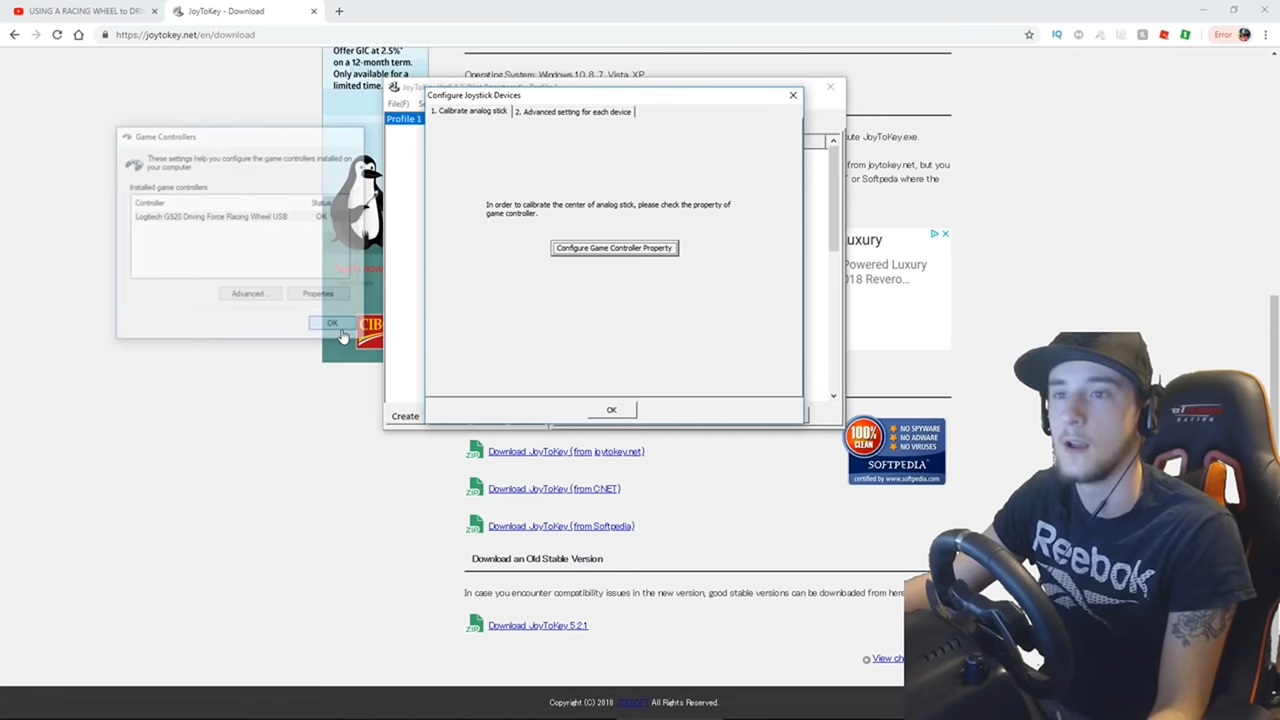 USING A RACING WHEEL to DRI
JoyToKey - Download
https://joytokey.net/en/download
Error
Offer GIC at 2.5%*
on a 12-month term.
Only available for a
limited time.*
Operating System: Windows 10, 8, 7, Vista, XP
Configure Joystick Devices
File(F)
1. Calibrate analog stick
2. Advanced setting for each device
Profile 1
Game Controllers
These settings help you configure the game controllers installed on
your computer.
Installed game controllers
Controller
Status
Logitech G920 Driving Force Racing Wheel USB
OK
Advanced...
Properties
OK
CIB
In order to calibrate the center of analog stick, please check the property of
game controller.
Configure Game Controller Property
OK
Create
ute JoyToKey.exe.
from joytokey.net, but you
or Softpedia where the
uxury
Powered Luxury
018 Revero...
Download JoyToKey (from joytokey.net)
Download JoyToKey (from CNET)
Download JoyToKey (from Softpedia)
100%
CLEAN
NO SPYWARE
NO ADWARE
NO VIRUSES
SOFTPEDIA
certified by www.softpedia.com
Download an Old Stable Version
In case you encounter compatibility issues in the new version, good stable versions can be downloaded from here
Download JoyToKey 5.2.1
View ch
Copyright (C) 2018
All Rights Reserved.
Reebok
RACING